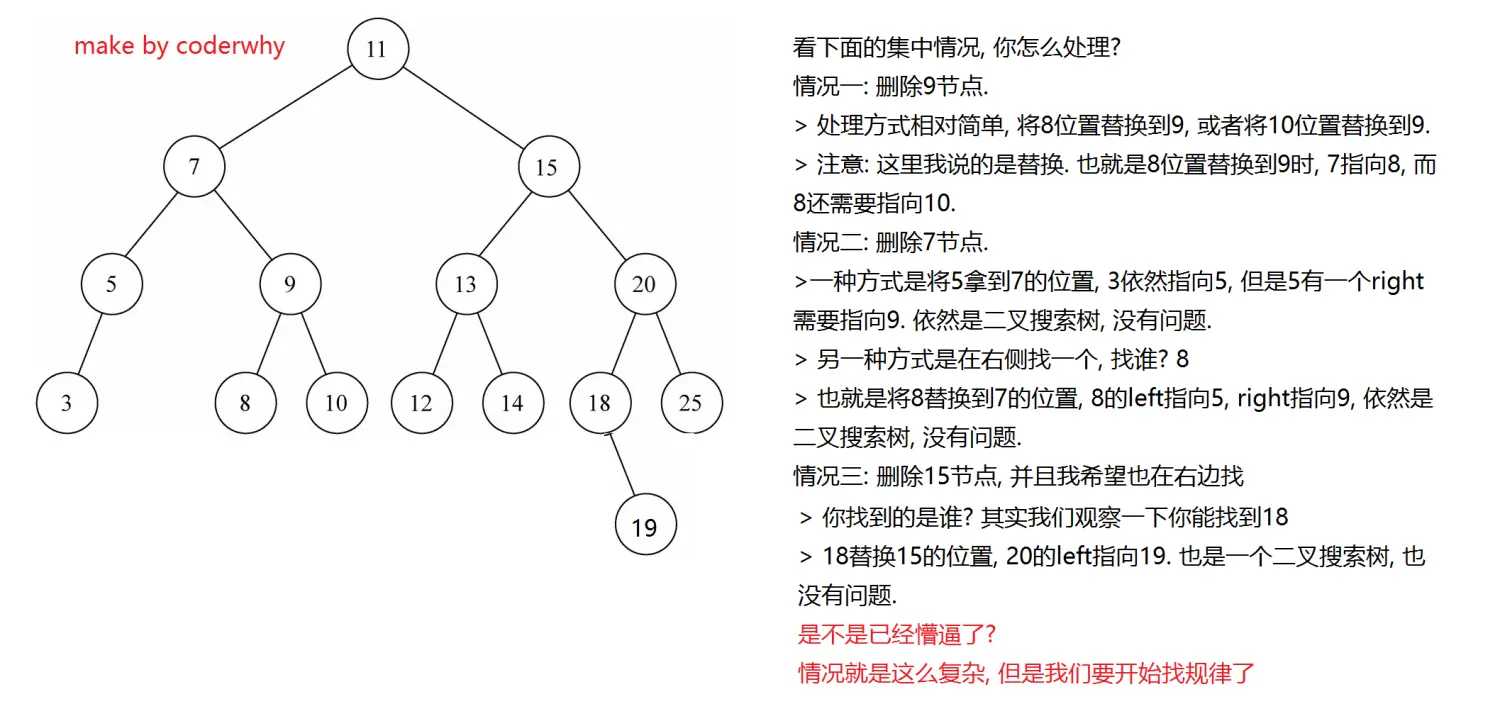 make by coderwhy
11
7
15
5
9
13
20
3
8
10
12
14
18
25
19
看下面的集中情况, 你怎么处理?
情况一: 删除9节点.
> 处理方式相对简单, 将8位置替换到9, 或者将10位置替换到9.
> 注意: 这里我说的是替换. 也就是8位置替换到9时, 7指向8, 而
8还需要指向10.
情况二: 删除7节点.
>一种方式是将5拿到7的位置, 3依然指向5, 但是5有一个right
需要指向9. 依然是二叉搜索树, 没有问题.
> 另一种方式是在右侧找一个, 找谁? 8
> 也就是将8替换到7的位置, 8的left指向5, right指向9, 依然是
二叉搜索树, 没有问题.
情况三: 删除15节点, 并且我希望也在右边找
> 你找到的是谁? 其实我们观察一下你能找到18
> 18替换15的位置, 20的left指向19. 也是一个二叉搜索树, 也
没有问题.
是不是已经懵逼了?
情况就是这么复杂, 但是我们要开始找规律了